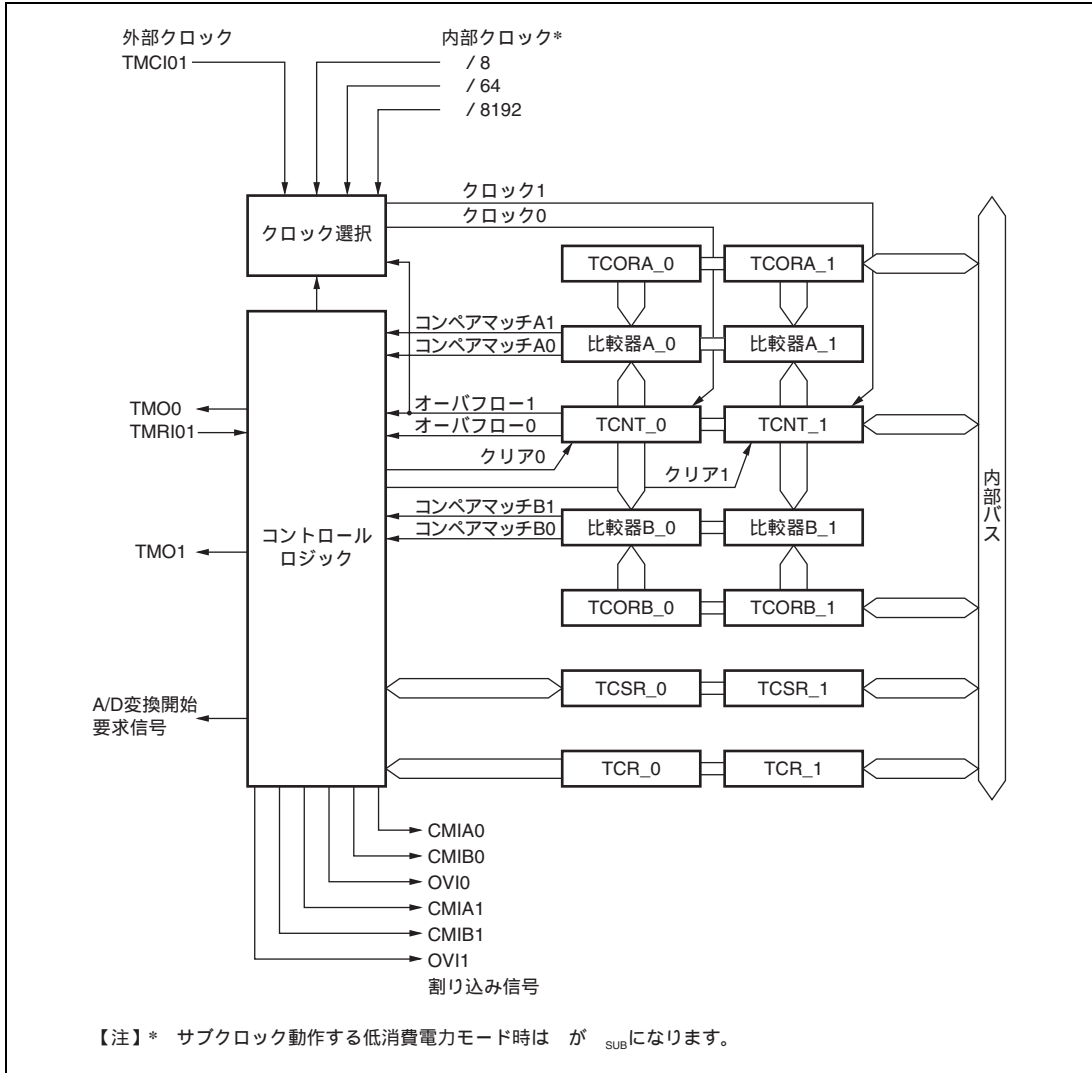 外部クロック
TMCI01
内部クロック*
/ 8
/ 64
/ 8192
クロック1
クロック0
クロック選択
TCORA_0
TCORA_1
コンペアマッチA1
コンペアマッチA0
比較器A_0
比較器A_1
TMO0
TMRI01
オーバフロー1
オーバフロー0
TCNT_0
TCNT_1
クリア0
クリア1
内部バス
コンペアマッチB1
コンペアマッチB0
比較器B_0
比較器B_1
コントロール
ロジック
TMO1
TCORB_0
TCORB_1
TCSR_0
TCSR_1
A/D変換開始
要求信号
TCR_0
TCR_1
CMIA0
CMIB0
OVI0
CMIA1
CMIB1
OVI1
割り込み信号
【注】* サブクロック動作する低消費電力モード時は が SUBになります。